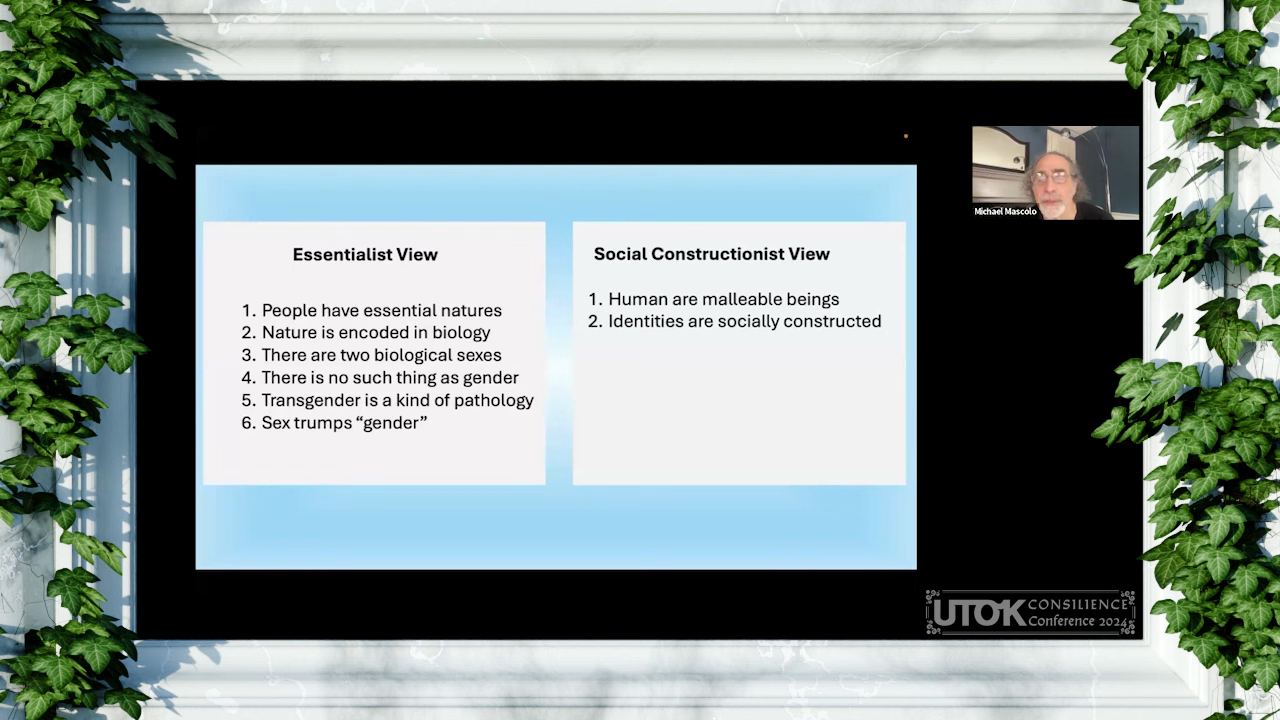 Essentialist View
1. People have essential natures
2. Nature is encoded in biology
3. There are two biological sexes
4. There is no such thing as gender
5. Transgender is a kind of pathology
6. Sex trumps “gender”
Social Constructionist View
1. Human are malleable beings
2. Identities are socially constructed
Michael Mascolo
UTOK CONSILIENCE
Conference 2024